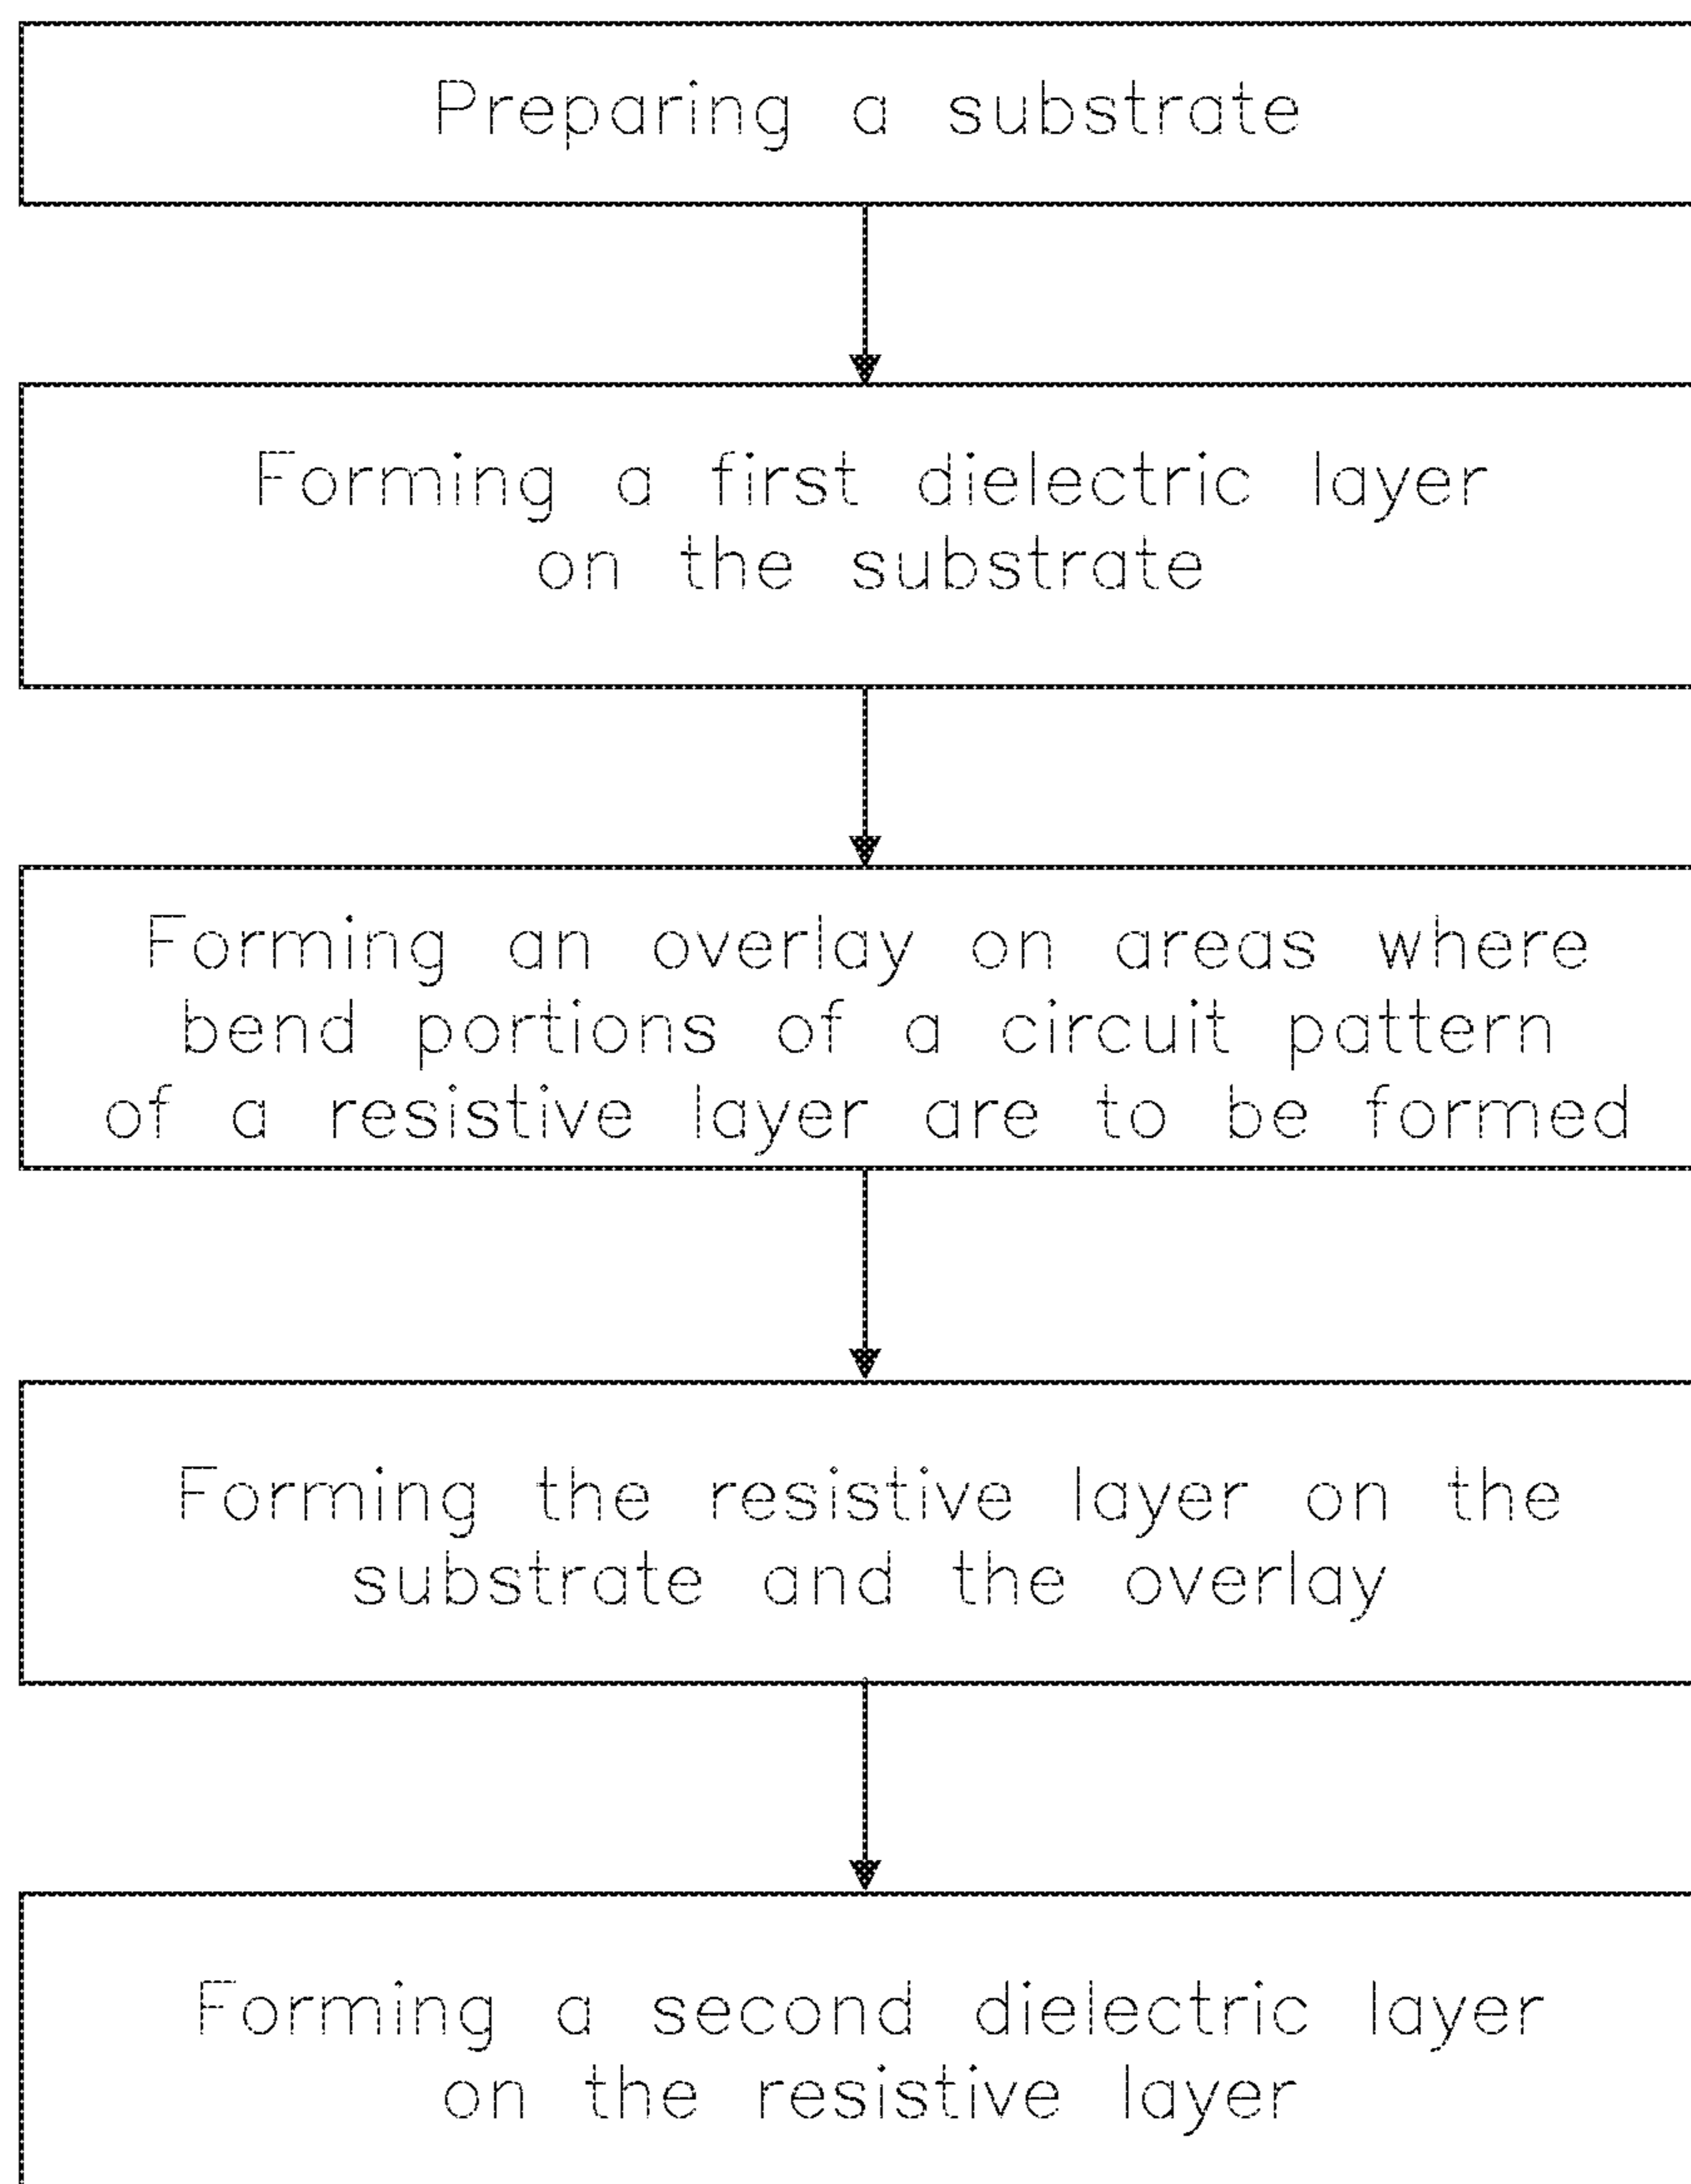 Preparing a substrate
Forming a first dielectric layer
on the substrate
Forming an overlay on areas where
bend portions of a circuit pattern
of a resistive layer are to be formed
Forming the resistive layer on the
substrate and the overlay
Forming a second dielectric layer
on the resistive layer